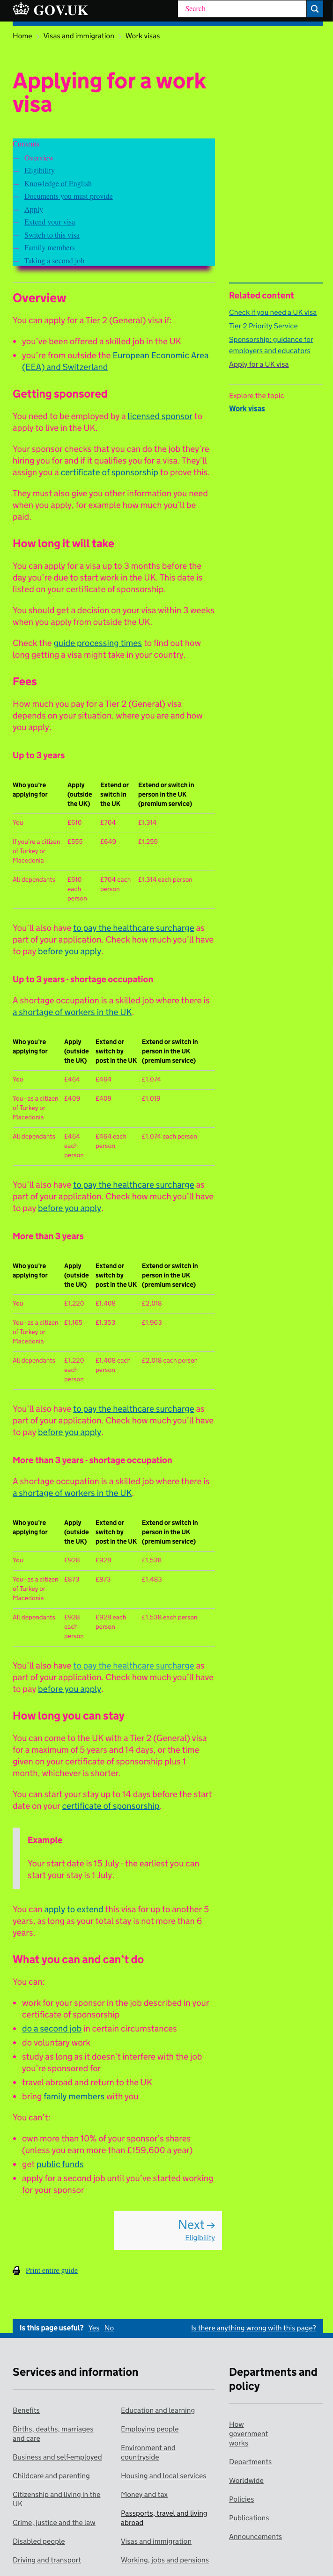 GOV.UK
Search
Home
Visas and immigration
Work visas
Applying for a work
visa
Contents
— Overview
— Eligibility
— Knowledge of English
— Documents you must provide
— Apply
— Extend your visa
— Switch to this visa
— Family members
— Taking a second job
Overview
You can apply for a Tier 2 (General) visa if:
• you've been offered a skilled job in the UK
• you're from outside the European Economic Area
(EEA) and Switzerland
Getting sponsored
You need to be employed by a licensed sponsor to
apply to live in the UK.
Your sponsor checks that you can do the job they're
hiring you for and if it qualifies you for a visa. They'll
assign you a certificate of sponsorship to prove this.
They must also give you other information you need
when you apply, for example how much you'll be
paid.
How long it will take
You can apply for a visa up to 3 months before the
day you're due to start work in the UK. This date is
listed on your certificate of sponsorship.
You should get a decision on your visa within 3 weeks
when you apply from outside the UK.
Check the guide processing times to find out how
long getting a visa might take in your country.
Fees
How much you pay for a Tier 2 (General) visa
depends on your situation, where you are and how
you apply.
Up to 3 years
Who you're applying for | Apply (outside the UK) | Extend or switch in the UK | Extend or switch in person in the UK (premium service)
You £610 £704 £1,314
If you're a citizen of Turkey or Macedonia £555 £649 £1,259
All dependants £610 each person £704 each person £1,314 each person
You'll also have to pay the healthcare surcharge as
part of your application. Check how much you'll have
to pay before you apply.
Up to 3 years - shortage occupation
A shortage occupation is a skilled job where there is
a shortage of workers in the UK.
Who you're applying for | Apply (outside the UK) | Extend or switch by post in the UK | Extend or switch in person in the UK (premium service)
You £464 £464 £1,074
You - as a citizen of Turkey or Macedonia £409 £409 £1,019
All dependants £464 each person £464 each person £1,074 each person
You'll also have to pay the healthcare surcharge as
part of your application. Check how much you'll have
to pay before you apply.
More than 3 years
Who you're applying for | Apply (outside the UK) | Extend or switch by post in the UK | Extend or switch in person in the UK (premium service)
You £1,220 £1,408 £2,018
You - as a citizen of Turkey or Macedonia £1,165 £1,353 £1,963
All dependants £1,220 each person £1,408 each person £2,018 each person
You'll also have to pay the healthcare surcharge as
part of your application. Check how much you'll have
to pay before you apply.
More than 3 years - shortage occupation
A shortage occupation is a skilled job where there is
a shortage of workers in the UK.
Who you're applying for | Apply (outside the UK) | Extend or switch by post in the UK | Extend or switch in person in the UK (premium service)
You £928 £928 £1,538
You - as a citizen of Turkey or Macedonia £873 £873 £1,483
All dependants £928 each person £928 each person £1,538 each person
You'll also have to pay the healthcare surcharge as
part of your application. Check how much you'll have
to pay before you apply.
How long you can stay
You can come to the UK with a Tier 2 (General) visa
for a maximum of 5 years and 14 days, or the time
given on your certificate of sponsorship plus 1
month, whichever is shorter.
You can start your stay up to 14 days before the start
date on your certificate of sponsorship.
Example
Your start date is 15 July - the earliest you can
start your stay is 1 July.
You can apply to extend this visa for up to another 5
years, as long as your total stay is not more than 6
years.
What you can and can't do
You can:
• work for your sponsor in the job described in your
certificate of sponsorship
• do a second job in certain circumstances
• do voluntary work
• study as long as it doesn't interfere with the job
you're sponsored for
• travel abroad and return to the UK
• bring family members with you
You can't:
• own more than 10% of your sponsor's shares
(unless you earn more than £159,600 a year)
• get public funds
• apply for a second job until you've started working
for your sponsor
Next →
Eligibility
Print entire guide
Related content
Check if you need a UK visa
Tier 2 Priority Service
Sponsorship: guidance for
employers and educators
Apply for a UK visa
Explore the topic
Work visas
Is this page useful? Yes No
Is there anything wrong with this page?
Services and information
Benefits
Births, deaths, marriages
and care
Business and self-employed
Childcare and parenting
Citizenship and living in the
UK
Crime, justice and the law
Disabled people
Driving and transport
Education and learning
Employing people
Environment and
countryside
Housing and local services
Money and tax
Passports, travel and living
abroad
Visas and immigration
Working, jobs and pensions
Departments and
policy
How
government
works
Departments
Worldwide
Policies
Publications
Announcements